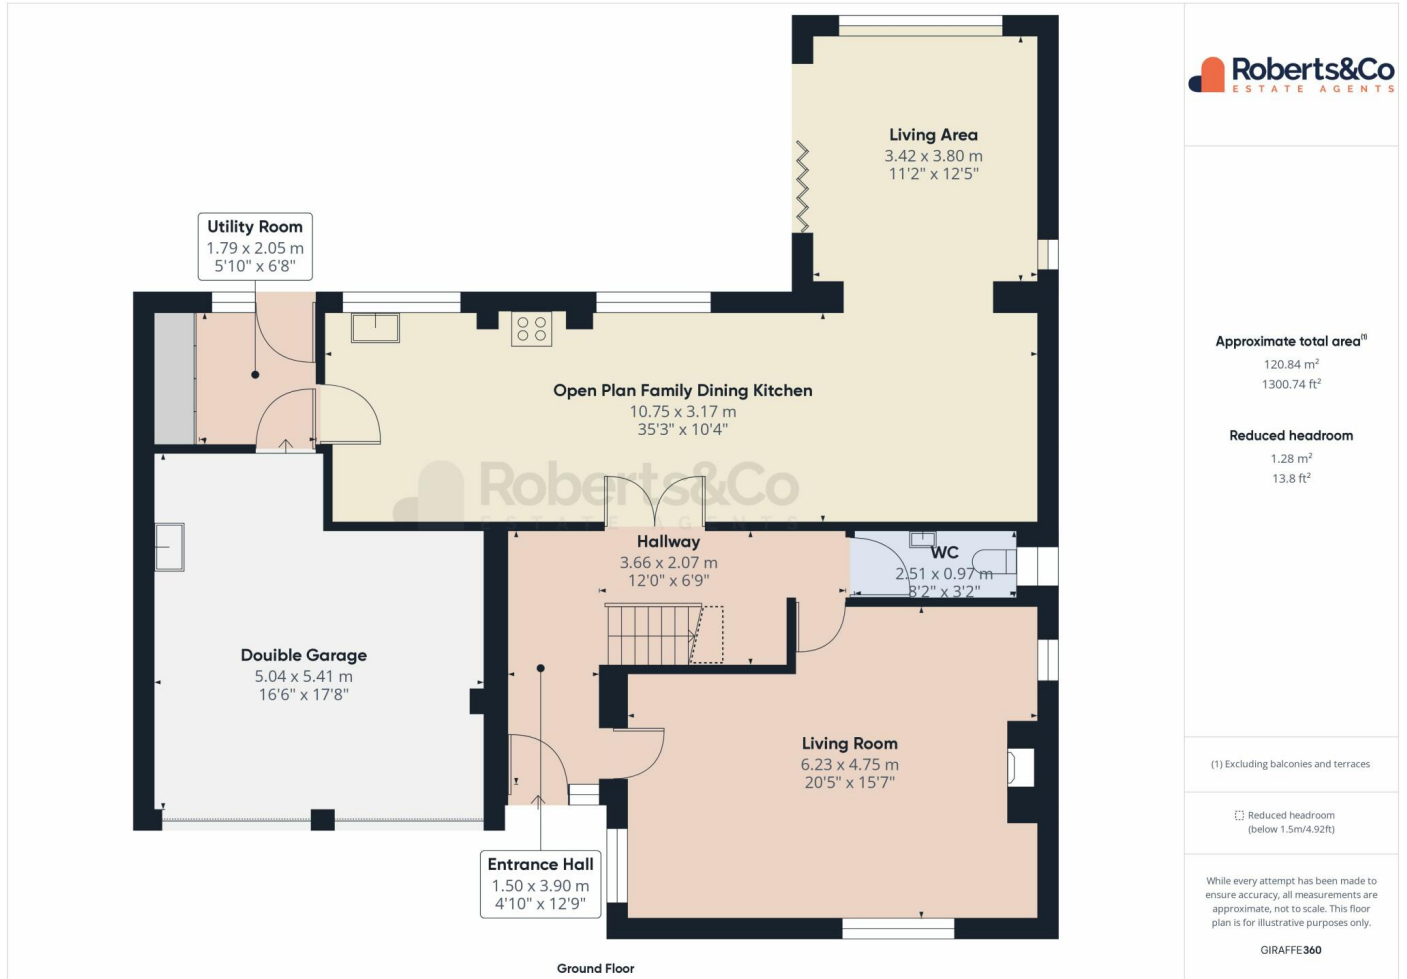 Roberts&Co
ESTATE AGENTS
Living Area
3.42 x 3.80 m
11'2" x 12'5"
Utility Room
1.79 x 2.05 m
5'10" x 6'8"
Open Plan Family Dining Kitchen
10.75 x 3.17 m
35'3" x 10'4"
Roberts&Co
ESTATE AGENTS
Hallway
3.66 x 2.07 m
12'0" x 6'9"
WC
2.51 x 0.97 m
8'2" x 3'2"
Douible Garage
5.04 x 5.41 m
16'6" x 17'8"
Living Room
6.23 x 4.75 m
20'5" x 15'7"
Entrance Hall
1.50 x 3.90 m
4'10" x 12'9"
Ground Floor
Approximate total area(1)
120.84 m²
1300.74 ft²
Reduced headroom
1.28 m²
13.8 ft²
(1) Excluding balconies and terraces
Reduced headroom
(below 1.5m/4.92ft)
While every attempt has been made to
ensure accuracy, all measurements are
approximate, not to scale. This floor
plan is for illustrative purposes only.
GIRAFFE360